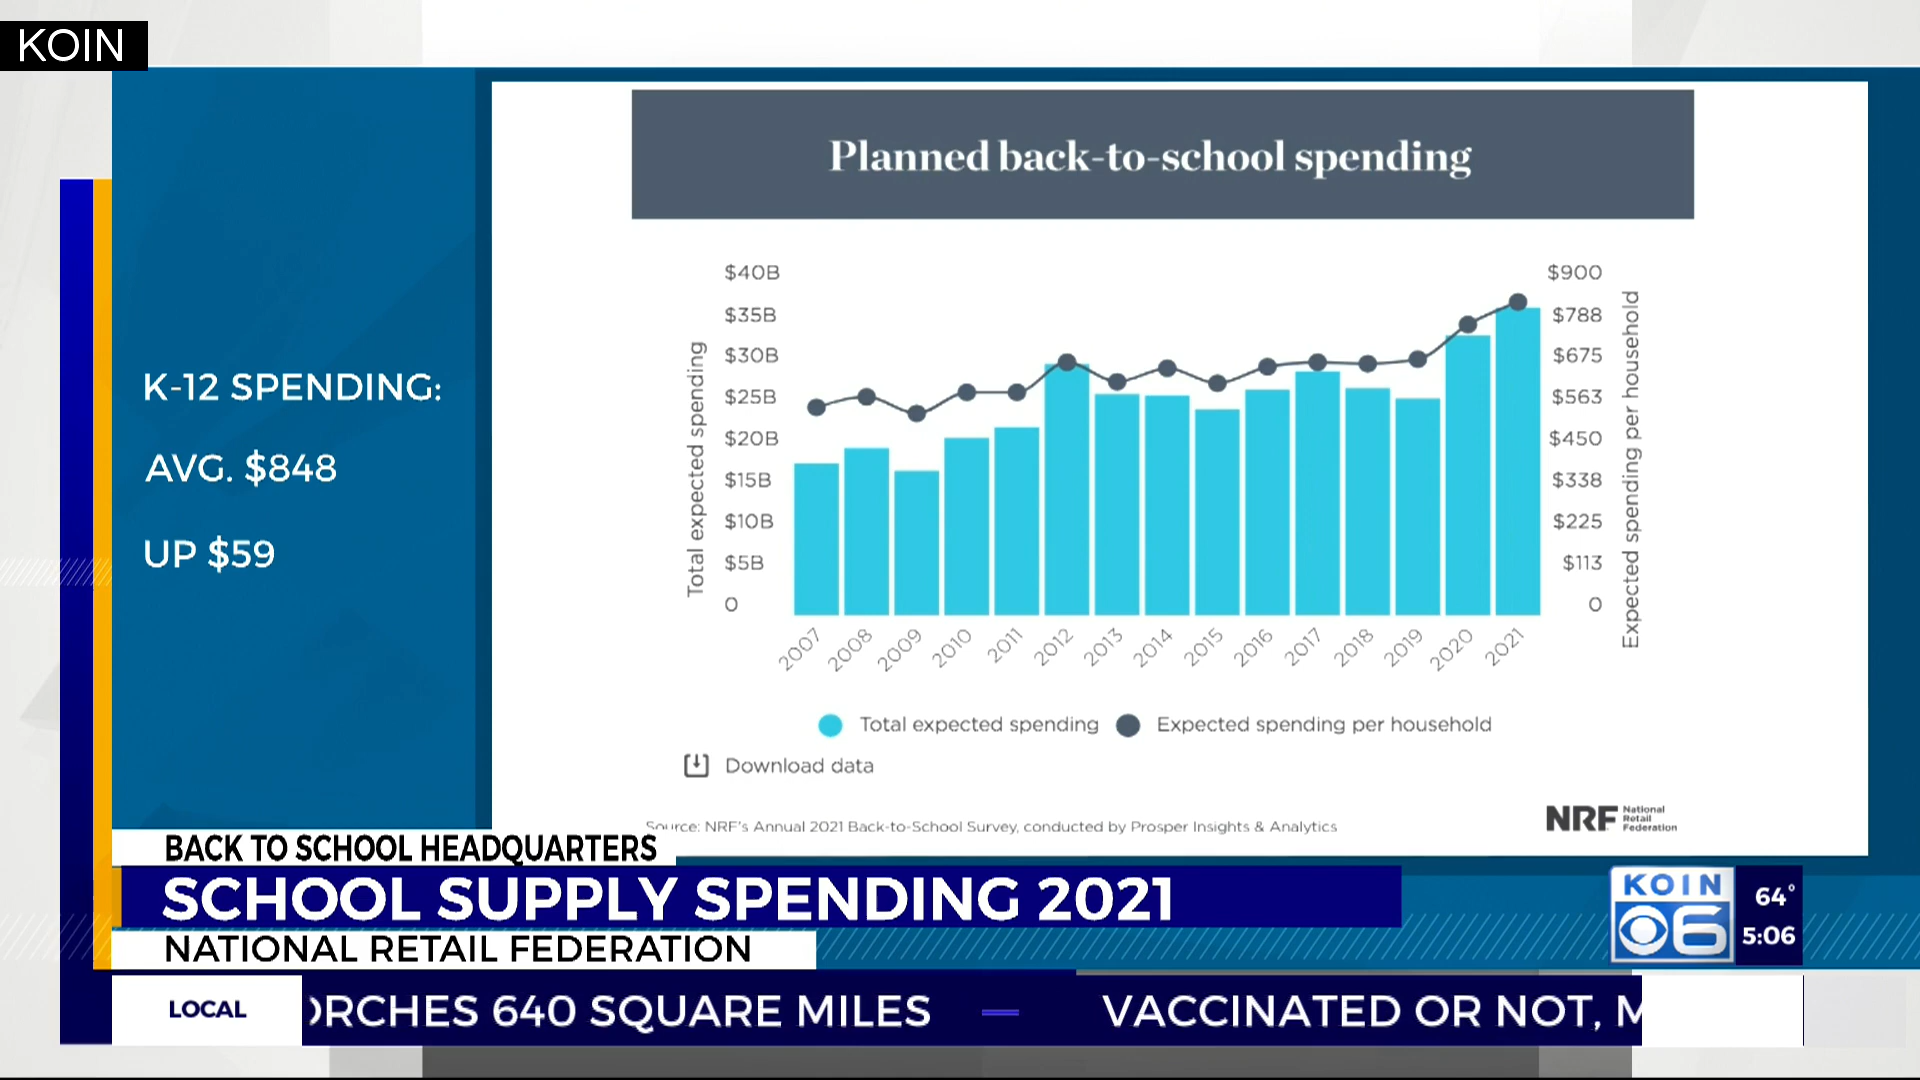 KOIN
K-12 SPENDING:
AVG. $848
UP $59
Planned back-to-school spending
Total expected spending
$40B
$35B
$30B
$25B
$20B
$15B
$10B
$5B
0
$900
$788
$675
$563
$450
$338
$225
$113
0
Expected spending per household
2007
2008
2009
2010
2011
2012
2013
2014
2015
2016
2017
2018
2019
2020
2021
Total expected spending
Expected spending per household
Download data
Source: NRF's Annual 2021 Back-to-School Survey, conducted by Prosper Insights & Analytics
NRF
National
Retail
Federation
BACK TO SCHOOL HEADQUARTERS
SCHOOL SUPPLY SPENDING 2021
NATIONAL RETAIL FEDERATION
KOIN
6
64°
5:06
LOCAL
ORCHES 640 SQUARE MILES — VACCINATED OR NOT, M